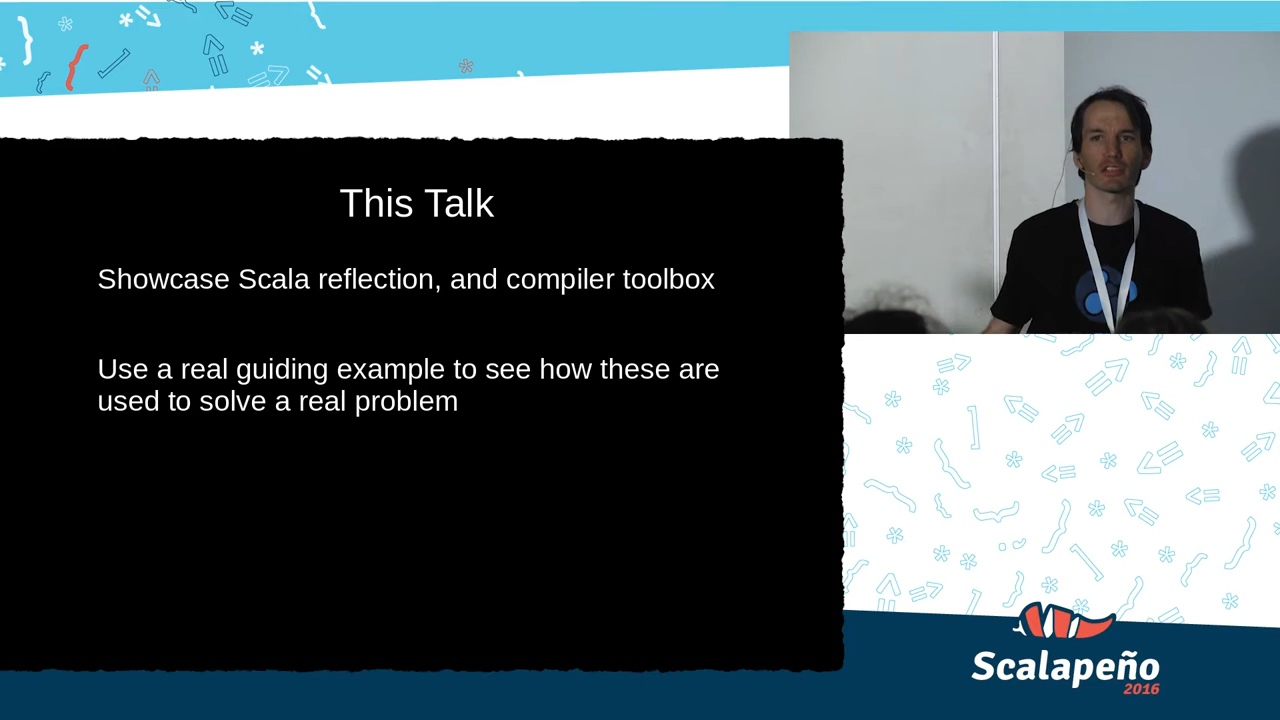 This Talk
Showcase Scala reflection, and compiler toolbox
Use a real guiding example to see how these are
used to solve a real problem
Scalapeño
2016